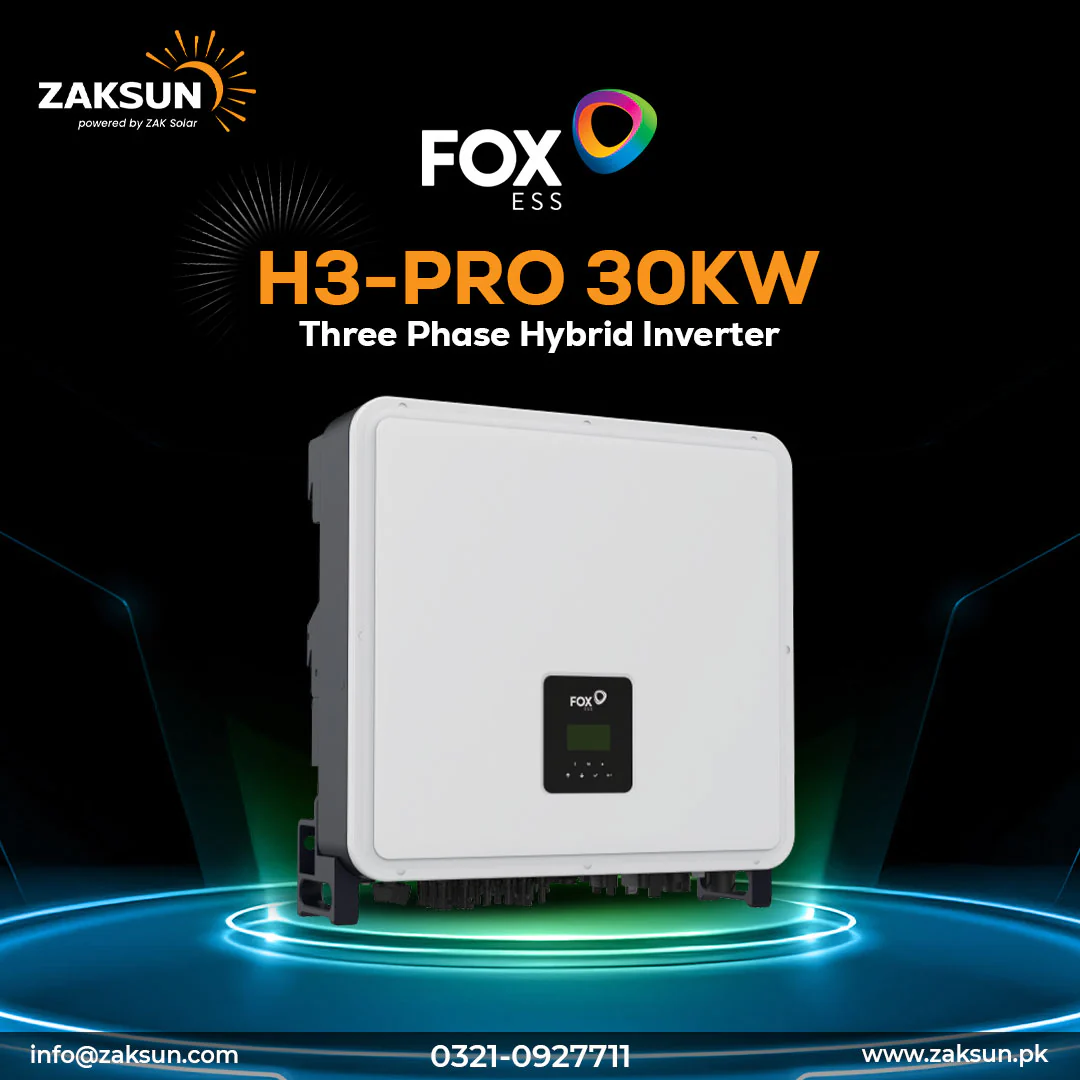 ZAKSUN
powered by ZAK Solar
FOX
ESS
H3-PRO 30KW
Three Phase Hybrid Inverter
FOX
ESS
info@zaksun.com
0321-0927711
www.zaksun.pk